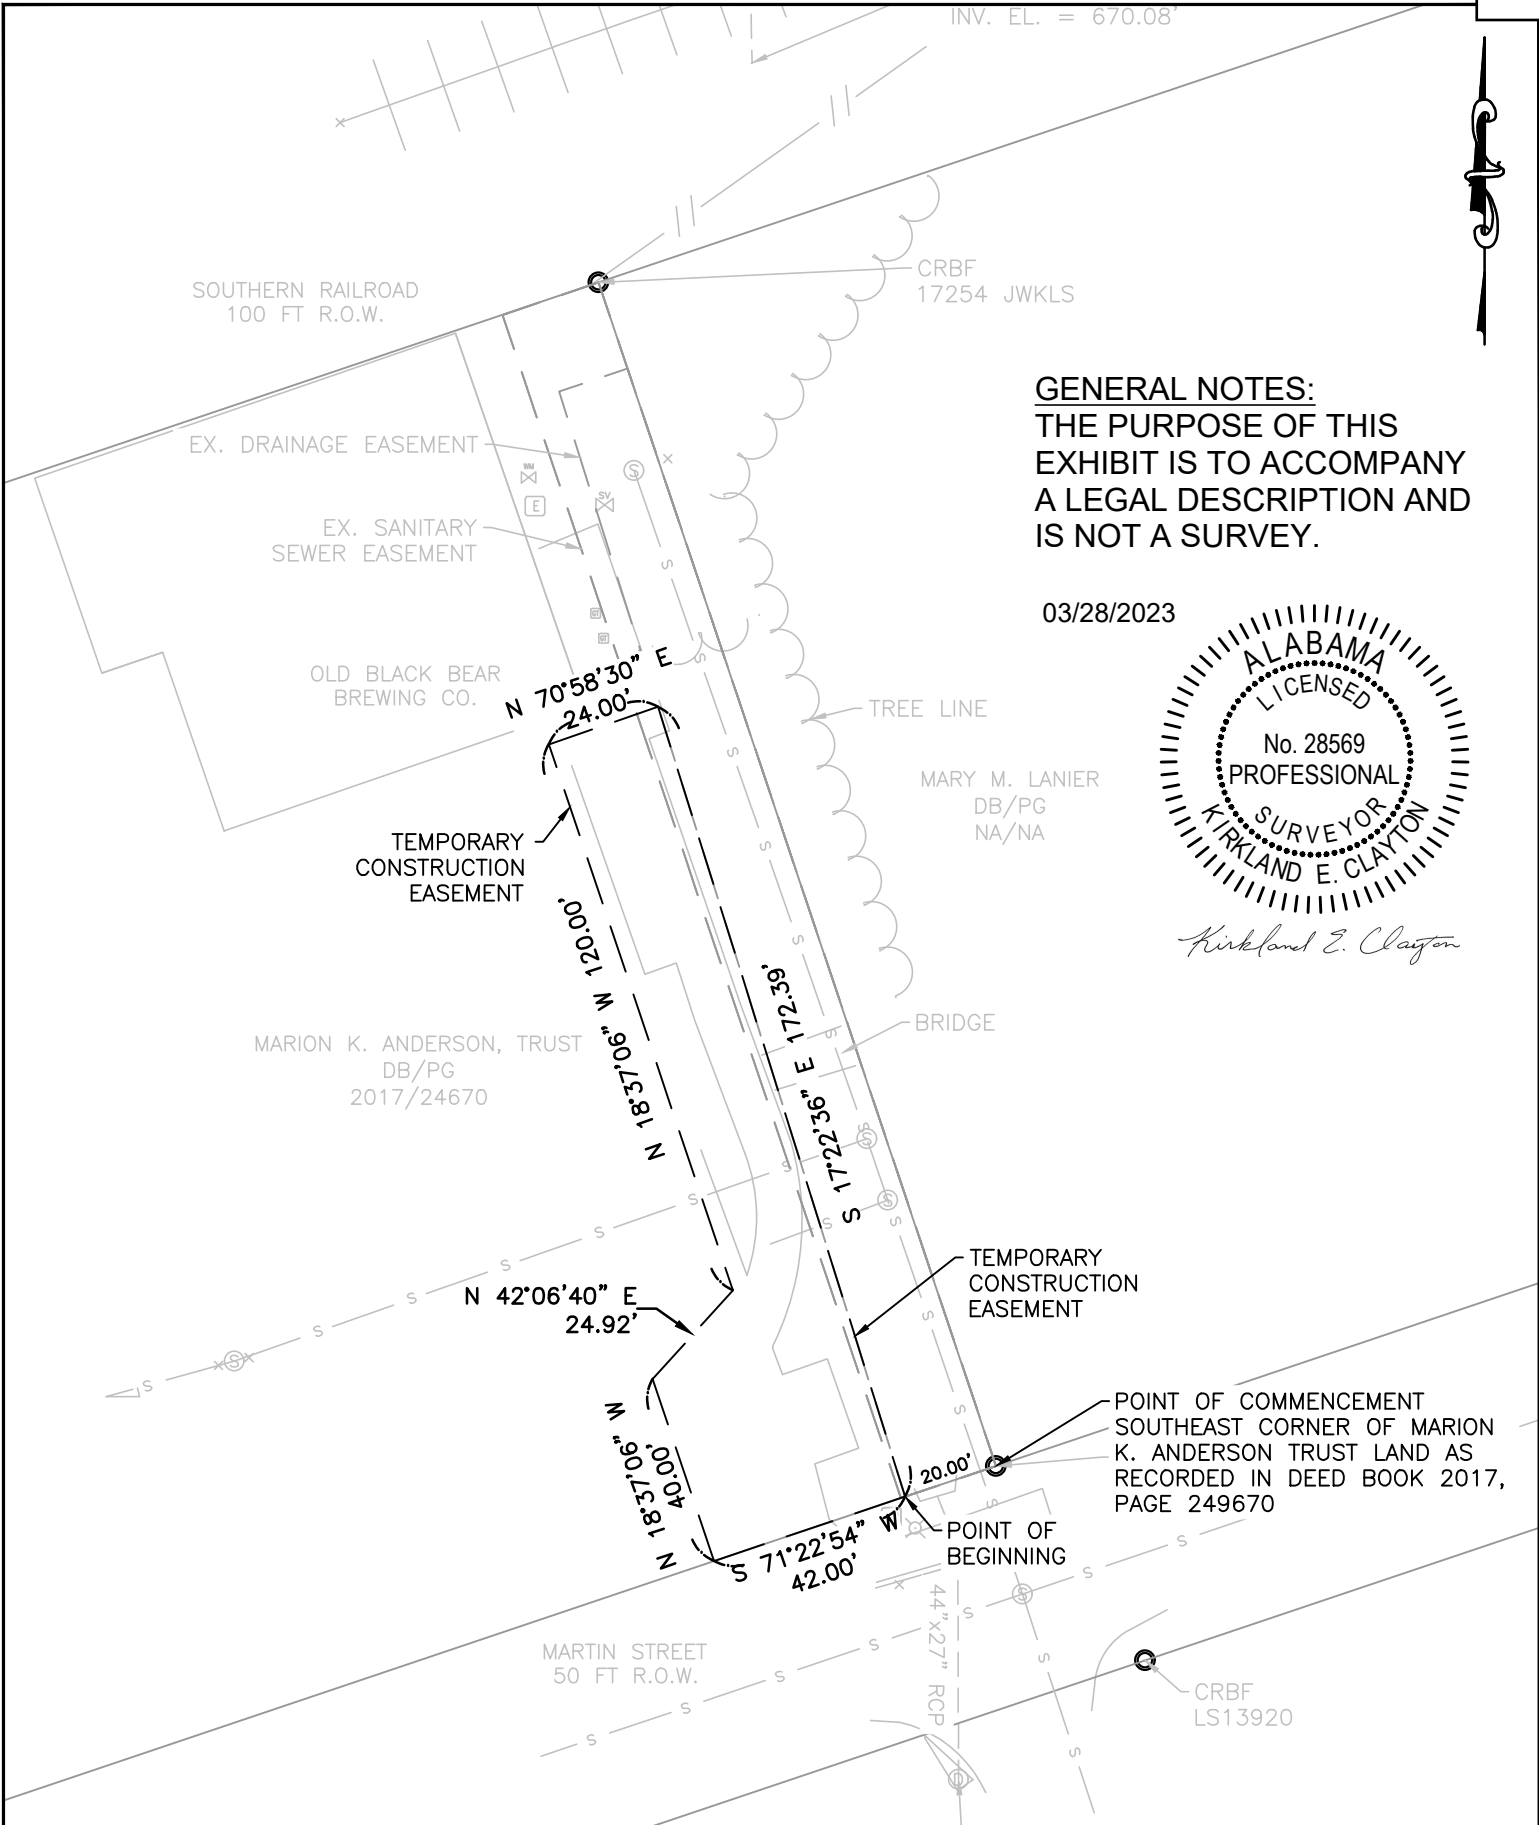 INV. EL. = 670.08'
CRBF
17254 JWKLS
SOUTHERN RAILROAD
100 FT R.O.W.
GENERAL NOTES:
THE PURPOSE OF THIS
EXHIBIT IS TO ACCOMPANY
A LEGAL DESCRIPTION AND
IS NOT A SURVEY.
EX. DRAINAGE EASEMENT
WM
S
E
SV
EX. SANITARY
SEWER EASEMENT
03/28/2023
ALABAMA
LICENSED
No. 28569
PROFESSIONAL
SURVEYOR
KIRKLAND E. CLAYTON
Kirkland E. Clayton
OLD BLACK BEAR
BREWING CO.
N 70°58'30" E
24.00'
TREE LINE
MARY M. LANIER
DB/PG
NA/NA
TEMPORARY
CONSTRUCTION
EASEMENT
N 18°37'06" W 120.00'
S 17°22'36" E 172.39'
BRIDGE
MARION K. ANDERSON, TRUST
DB/PG
2017/24670
TEMPORARY
CONSTRUCTION
EASEMENT
N 42°06'40" E
24.92'
N 18°37'06" W
40.00'
20.00'
POINT OF COMMENCEMENT
SOUTHEAST CORNER OF MARION
K. ANDERSON TRUST LAND AS
RECORDED IN DEED BOOK 2017,
PAGE 249670
S 71°22'54" W
42.00'
POINT OF
BEGINNING
44"x27" RCP
MARTIN STREET
50 FT R.O.W.
CRBF
LS13920
D